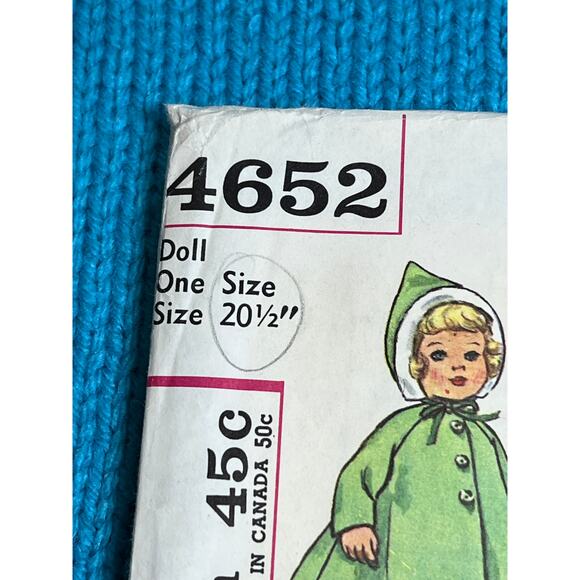 4652
Doll
One Size
Size 20½"
45c
IN CANADA 50c